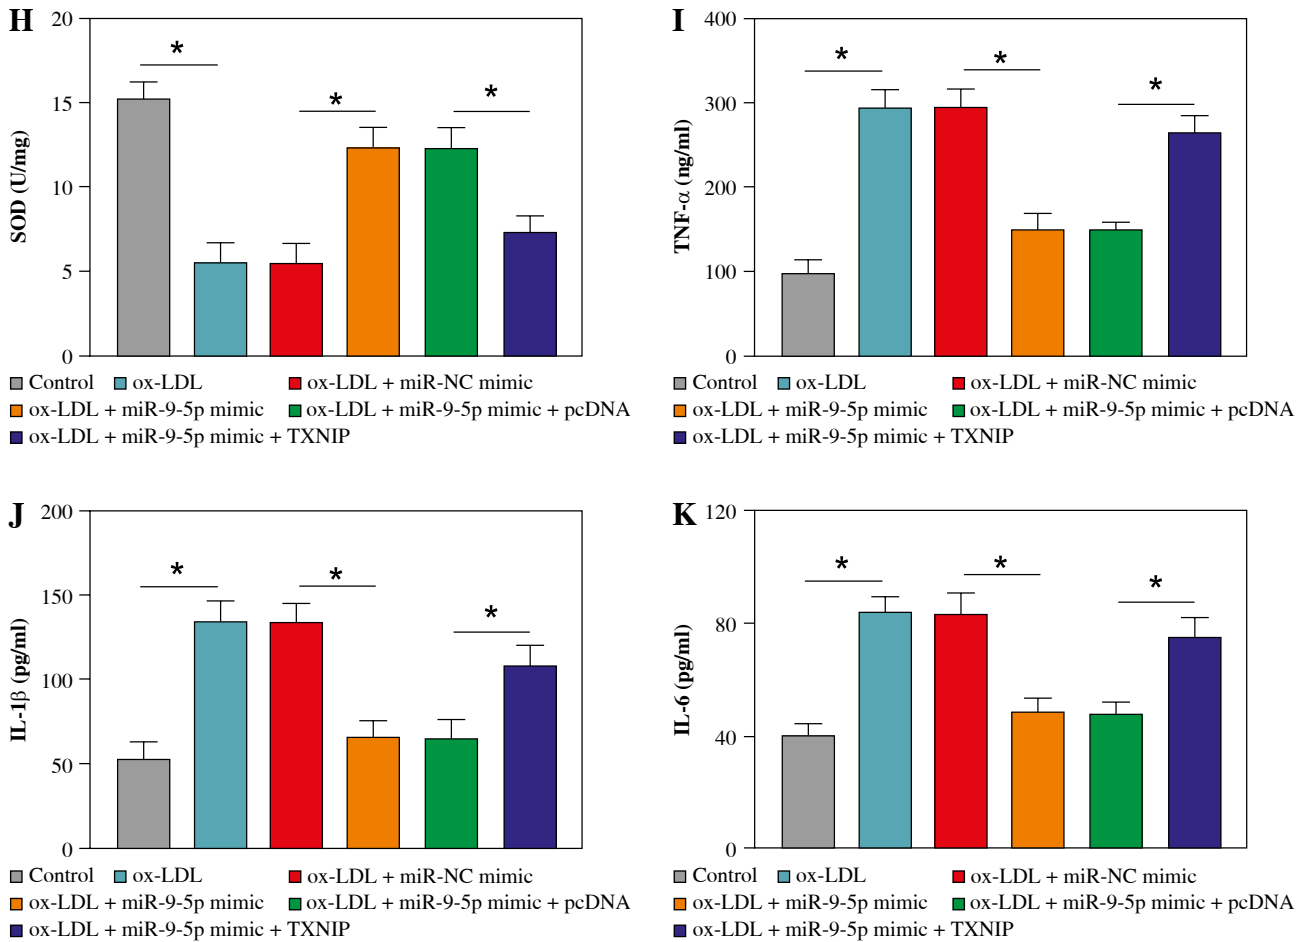 H
20
15
10
5
0
SOD (U/mg)
*
*
*
Control ox-LDL ox-LDL + miR-NC mimic
ox-LDL + miR-9-5p mimic ox-LDL + miR-9-5p mimic + pcDNA
ox-LDL + miR-9-5p mimic + TXNIP
I
400
300
200
100
0
TNF-α (ng/ml)
*
*
*
Control ox-LDL ox-LDL + miR-NC mimic
ox-LDL + miR-9-5p mimic ox-LDL + miR-9-5p mimic + pcDNA
ox-LDL + miR-9-5p mimic + TXNIP
J
200
150
100
50
0
IL-1β (pg/ml)
*
*
*
Control ox-LDL ox-LDL + miR-NC mimic
ox-LDL + miR-9-5p mimic ox-LDL + miR-9-5p mimic + pcDNA
ox-LDL + miR-9-5p mimic + TXNIP
K
120
80
40
0
IL-6 (pg/ml)
*
*
*
Control ox-LDL ox-LDL + miR-NC mimic
ox-LDL + miR-9-5p mimic ox-LDL + miR-9-5p mimic + pcDNA
ox-LDL + miR-9-5p mimic + TXNIP